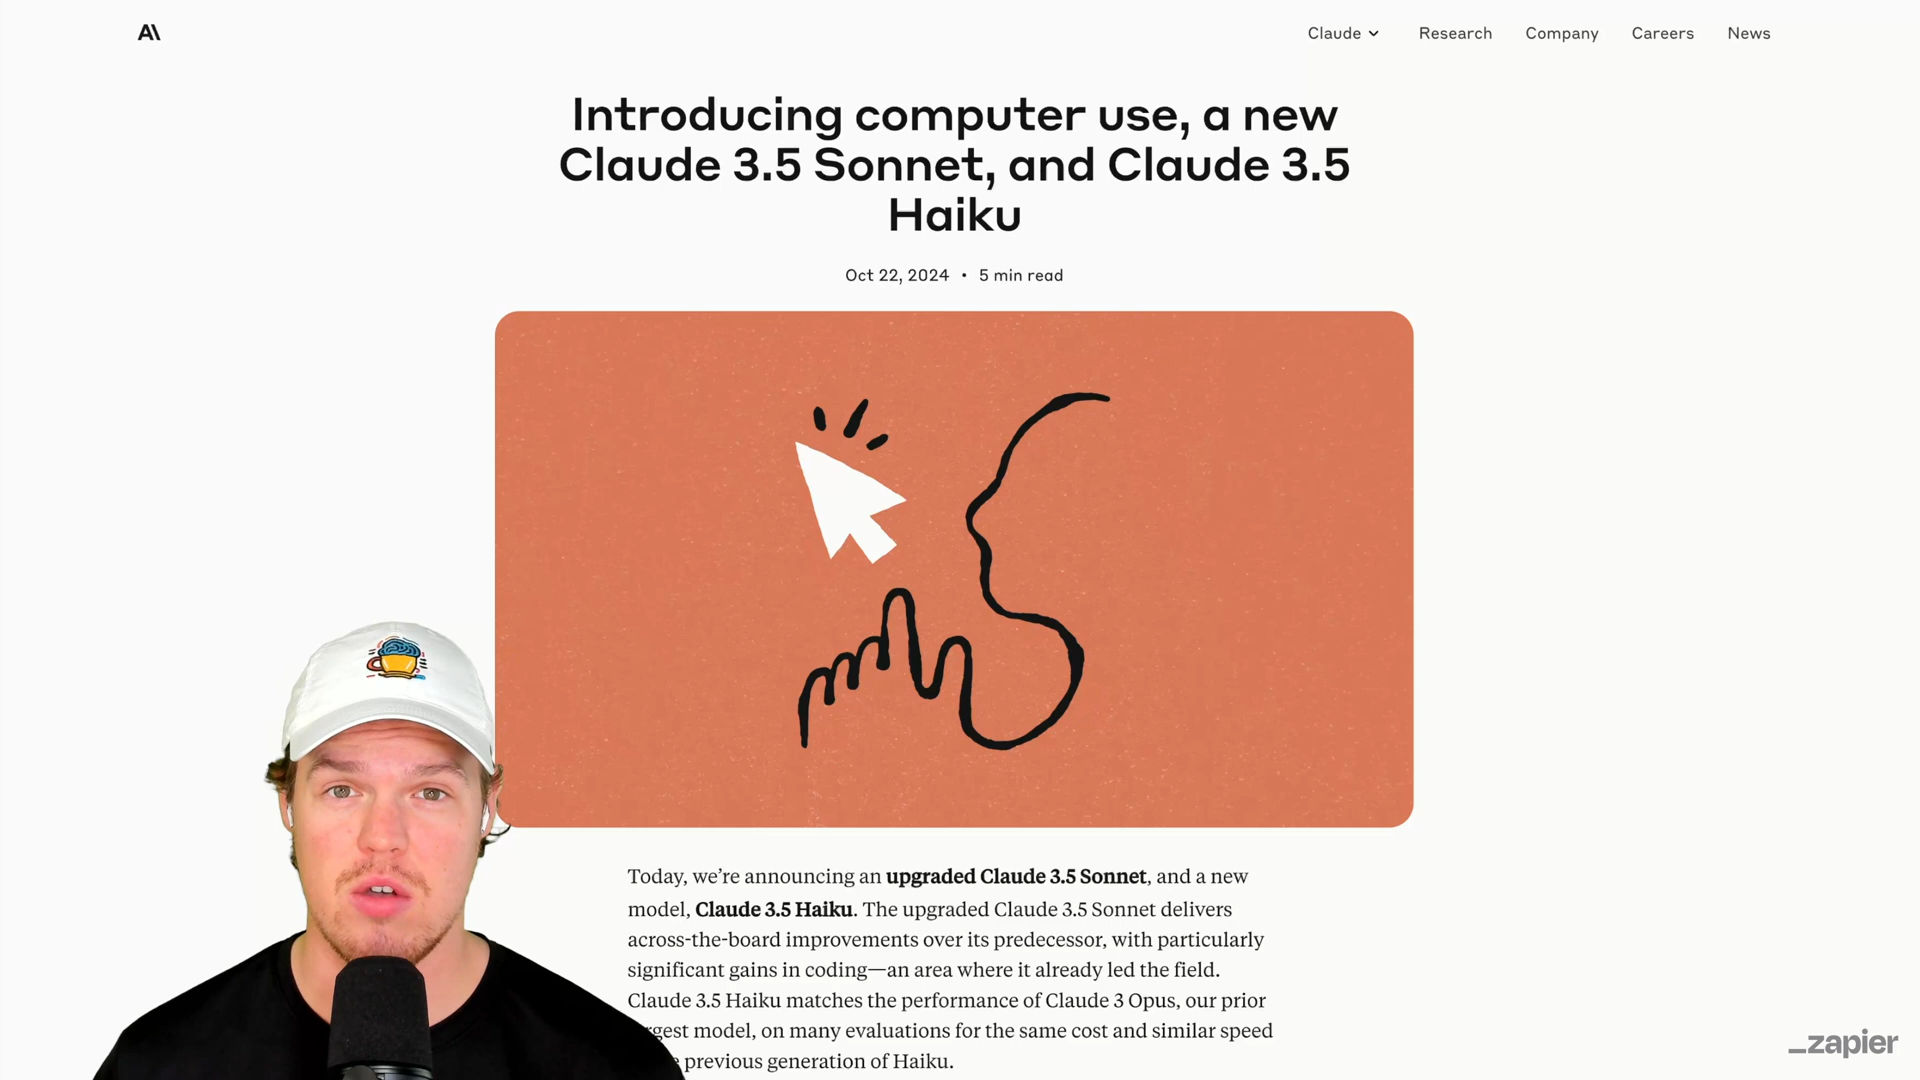 Claude
Research
Company
Careers
News
Introducing computer use, a new
Claude 3.5 Sonnet, and Claude 3.5
Haiku
Oct 22, 2024 • 5 min read
Today, we’re announcing an upgraded Claude 3.5 Sonnet, and a new
model, Claude 3.5 Haiku. The upgraded Claude 3.5 Sonnet delivers
across-the-board improvements over its predecessor, with particularly
significant gains in coding—an area where it already led the field.
Claude 3.5 Haiku matches the performance of Claude 3 Opus, our prior
model, on many evaluations for the same cost and similar speed
previous generation of Haiku.
_zapier